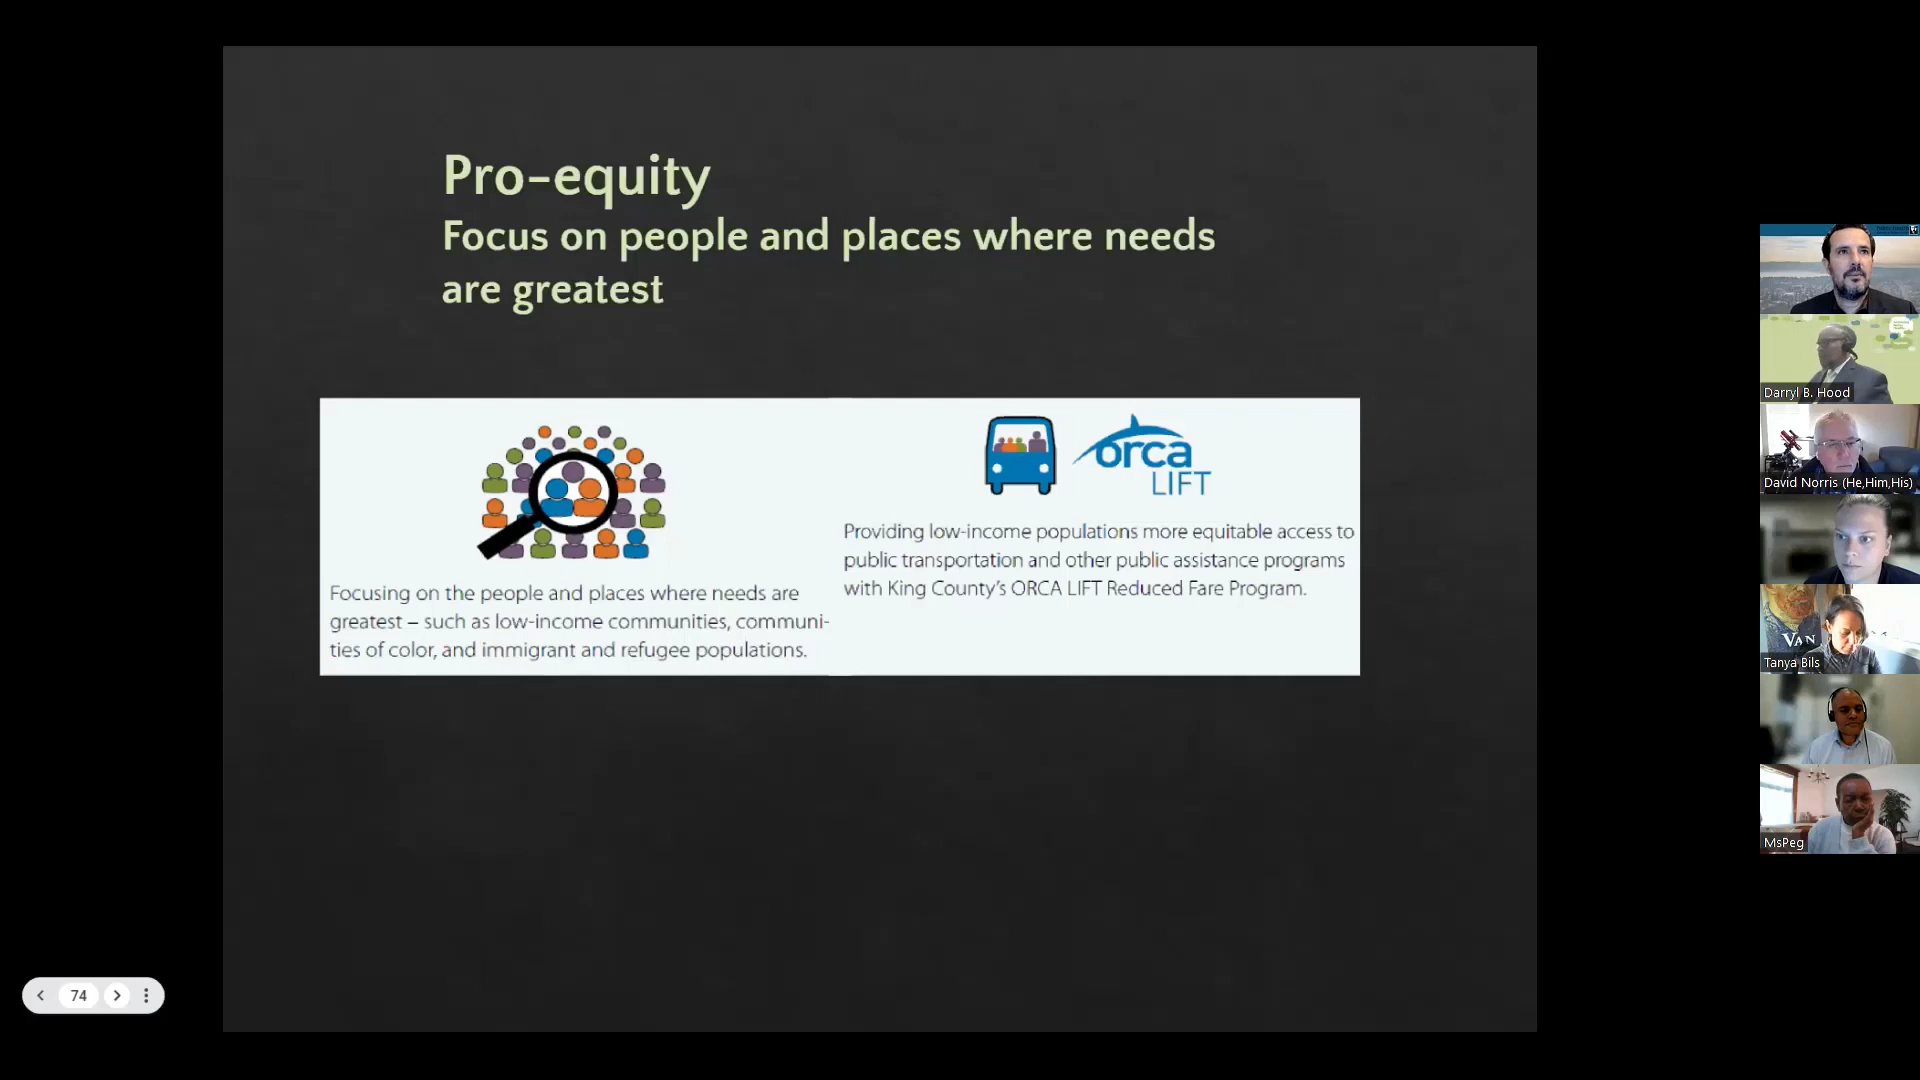 Pro-equity
Focus on people and places where needs
are greatest
orca
LIFT
Focusing on the people and places where needs are
greatest – such as low-income communities, communi-
ties of color, and immigrant and refugee populations.
Providing low-income populations more equitable access to
public transportation and other public assistance programs
with King County's ORCA LIFT Reduced Fare Program.
74
Darryl B. Hood
David Norris (He,Him,His)
VAN
Tanya Bils
MsPeg